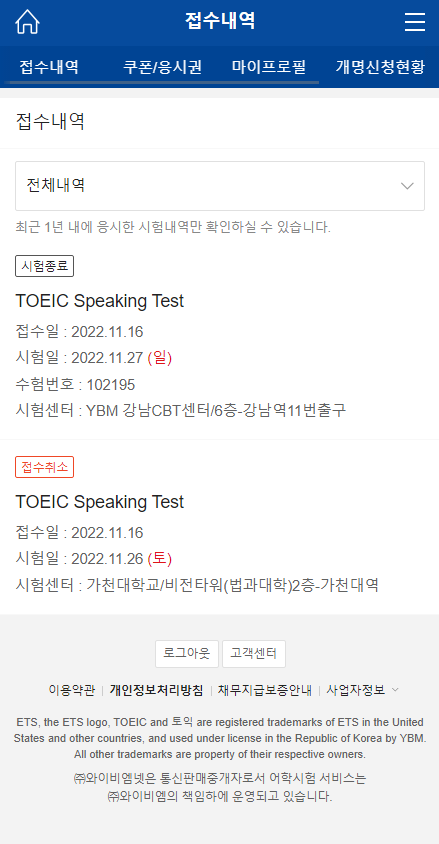 접수내역
접수내역 쿠폰/응시권 마이프로필 개명신청현황
접수내역
전체내역
최근 1년 내에 응시한 시험내역만 확인하실 수 있습니다.
시험종료
TOEIC Speaking Test
접수일 : 2022.11.16
시험일 : 2022.11.27 (일)
수험번호 : 102195
시험센터 : YBM 강남CBT센터/6층-강남역11번출구
접수취소
TOEIC Speaking Test
접수일 : 2022.11.16
시험일 : 2022.11.26 (토)
시험센터 : 가천대학교/비전타워(법과대학)2층-가천대역
로그아웃 고객센터
이용약관 | 개인정보처리방침 | 채무지급보증안내 | 사업자정보
ETS, the ETS logo, TOEIC and 토익 are registered trademarks of ETS in the United
States and other countries, and used under license in the Republic of Korea by YBM.
All other trademarks are property of their respective owners.
㈜와이비엠넷은 통신판매중개자로서 어학시험 서비스는
㈜와이비엠의 책임하에 운영되고 있습니다.